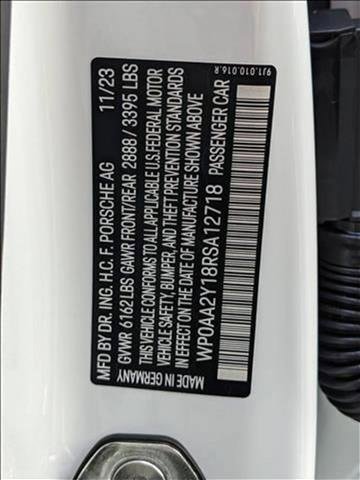 9J1.010.016.R
MFD BY DR. ING. H.C. F. PORSCHE AG 11/23
GVWR 6162 LBS GAWR FRONT/REAR 2888 / 3395 LBS
THIS VEHICLE CONFORMS TO ALL APPLICABLE U.S.FEDERAL MOTOR
VEHICLE SAFETY, BUMPER, AND THEFT PREVENTION STANDARDS
IN EFFECT ON THE DATE OF MANUFACTURE SHOWN ABOVE
WP0AA2Y18RSA12718 PASSENGER CAR
MADE IN GERMANY